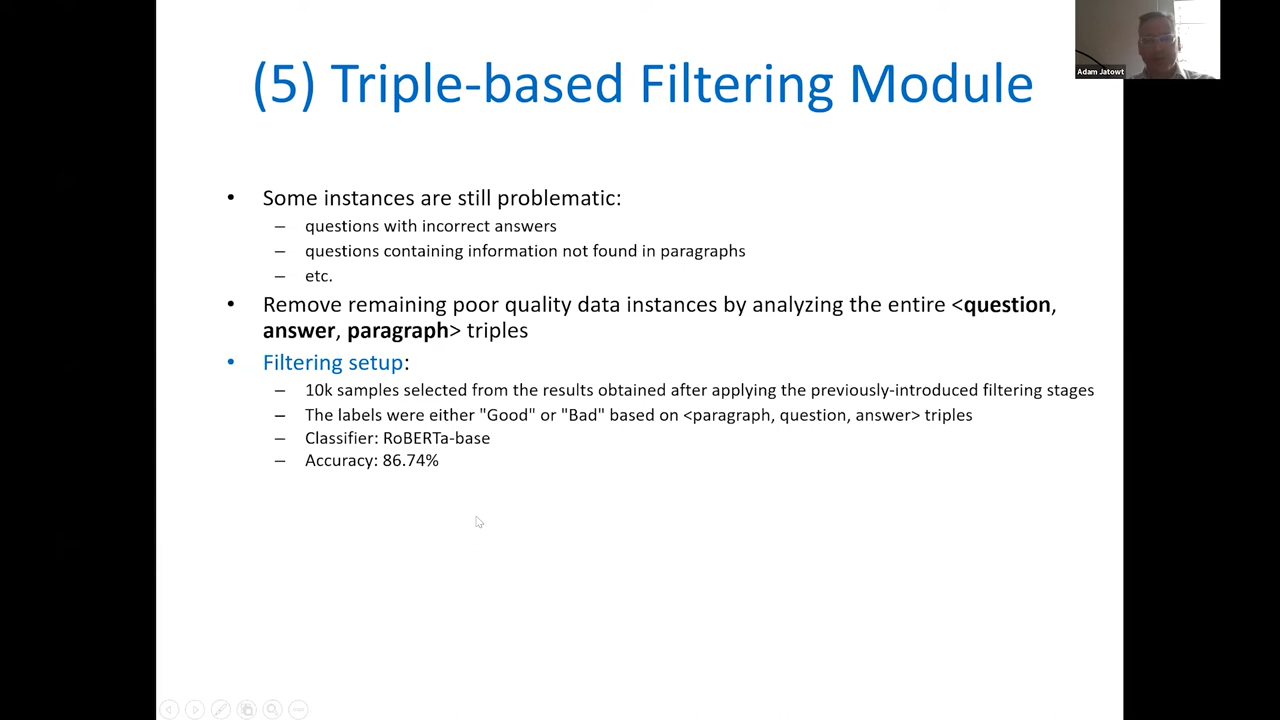 Adam Jatowt
(5) Triple-based Filtering Module
• Some instances are still problematic:
– questions with incorrect answers
– questions containing information not found in paragraphs
– etc.
• Remove remaining poor quality data instances by analyzing the entire <question,
answer, paragraph> triples
• Filtering setup:
– 10k samples selected from the results obtained after applying the previously-introduced filtering stages
– The labels were either "Good" or "Bad" based on <paragraph, question, answer> triples
– Classifier: RoBERTa-base
– Accuracy: 86.74%